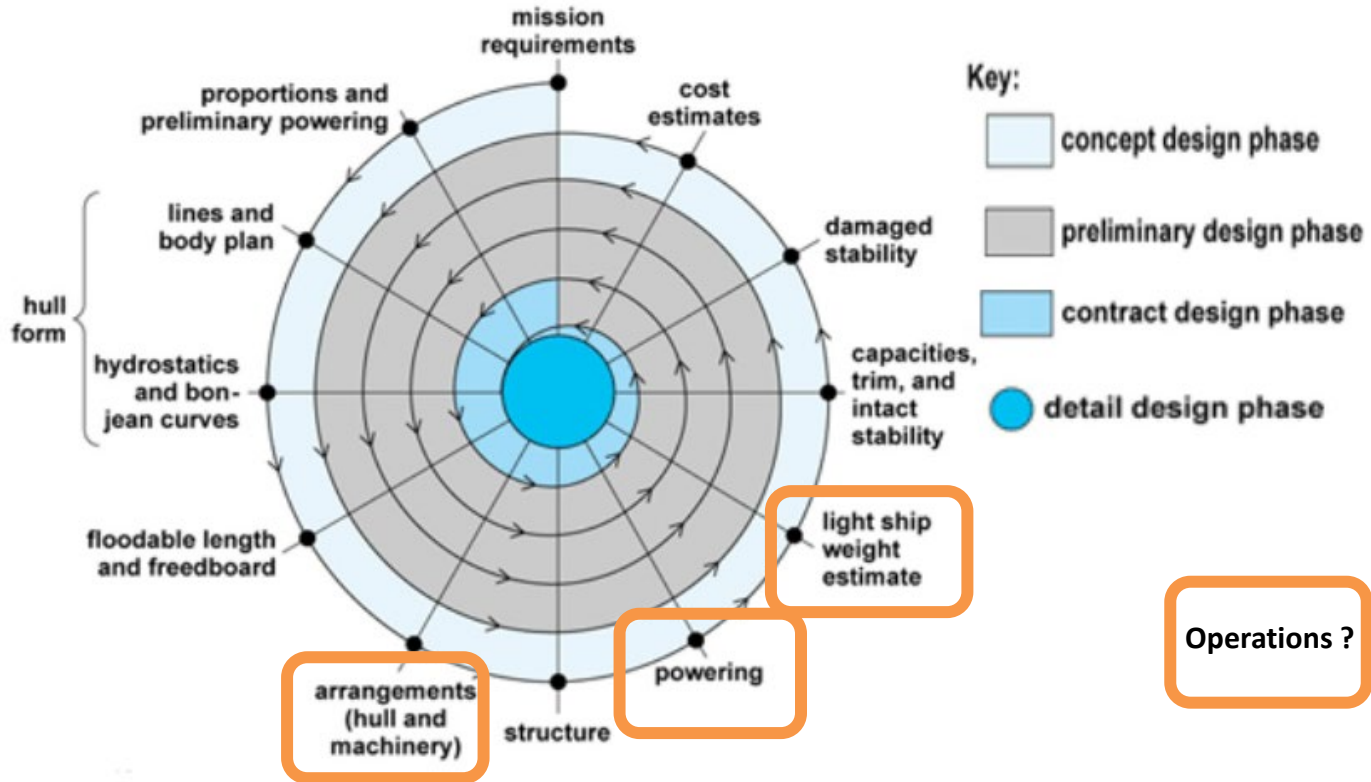 mission
requirements
cost
estimates
damaged
stability
capacities,
trim, and
intact
stability
light ship
weight
estimate
powering
structure
arrangements
(hull and
machinery)
floodable length
and freedboard
hydrostatics
and bon-
jean curves
lines and
body plan
hull
form
proportions and
preliminary powering
Key:
concept design phase
preliminary design phase
contract design phase
detail design phase
Operations ?